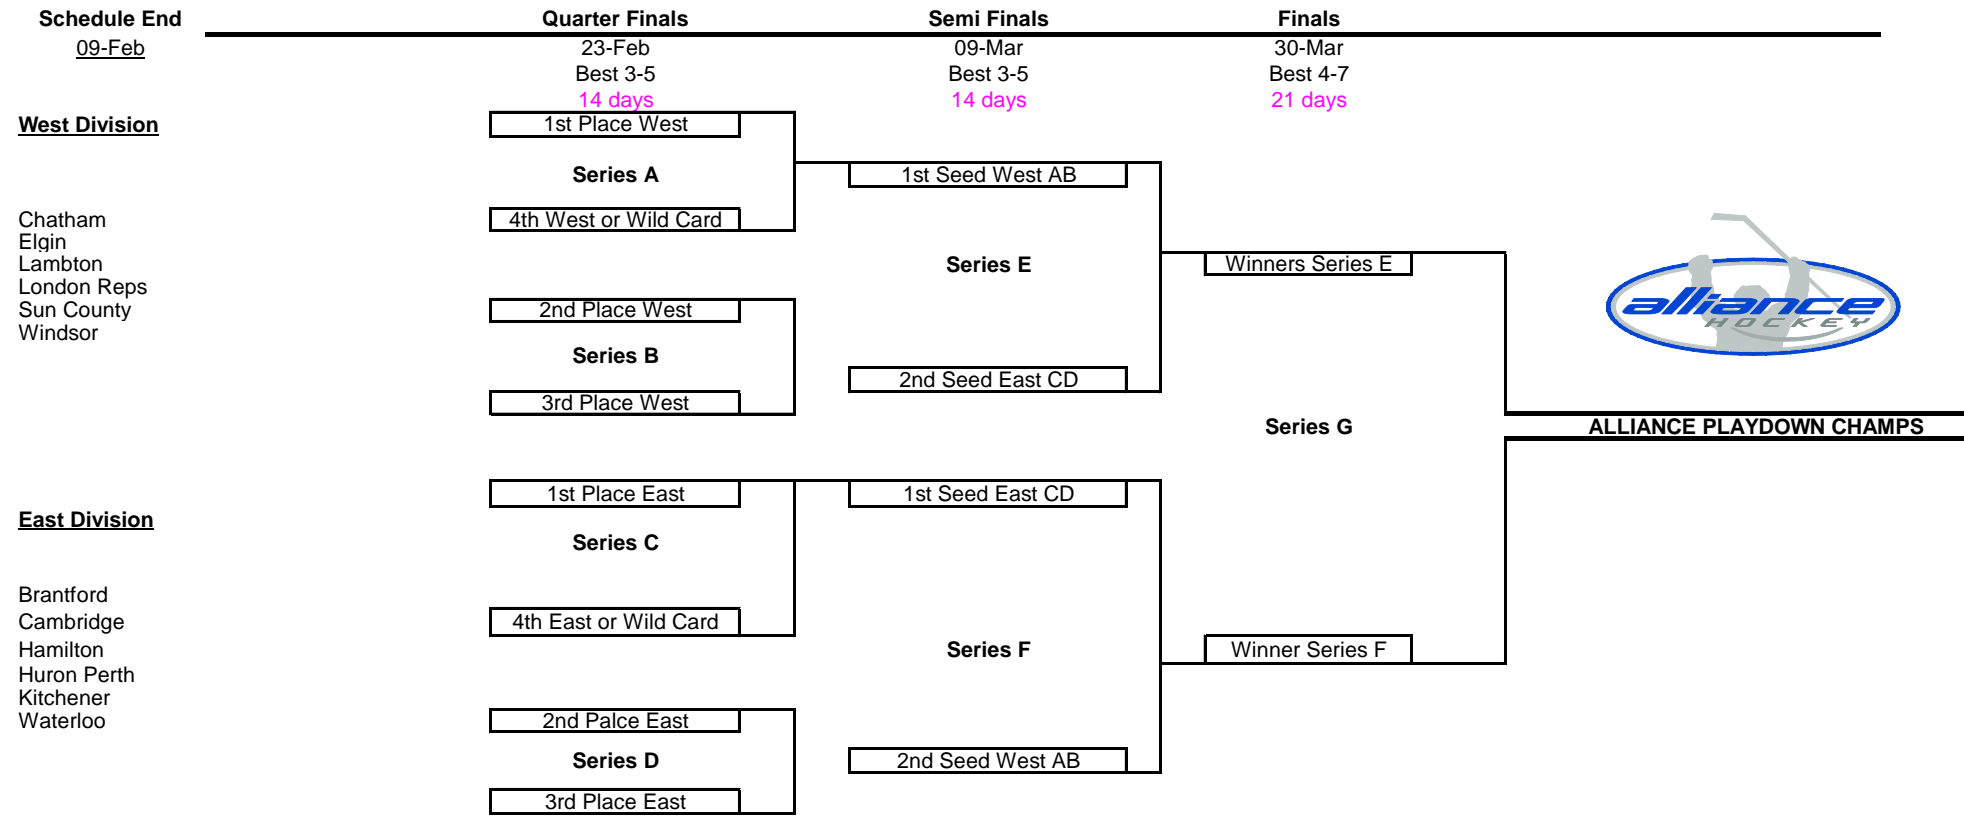 Schedule End Quarter Finals Semi Finals Finals
09-Feb 23-Feb 09-Mar 30-Mar
Best 3-5 Best 3-5 Best 4-7
14 days 14 days 21 days
West Division 1st Place West
Series A 1st Seed West AB
Chatham 4th West or Wild Card
Elgin
Lambton Series E Winners Series E
London Reps
Sun County 2nd Place West
Windsor
alliance
HOCKEY
Series B
2nd Seed East CD
3rd Place West
Series G ALLIANCE PLAYDOWN CHAMPS
1st Place East 1st Seed East CD
East Division
Series C
Brantford
Cambridge 4th East or Wild Card
Hamilton Series F Winner Series F
Huron Perth
Kitchener
Waterloo 2nd Palce East
Series D 2nd Seed West AB
3rd Place East